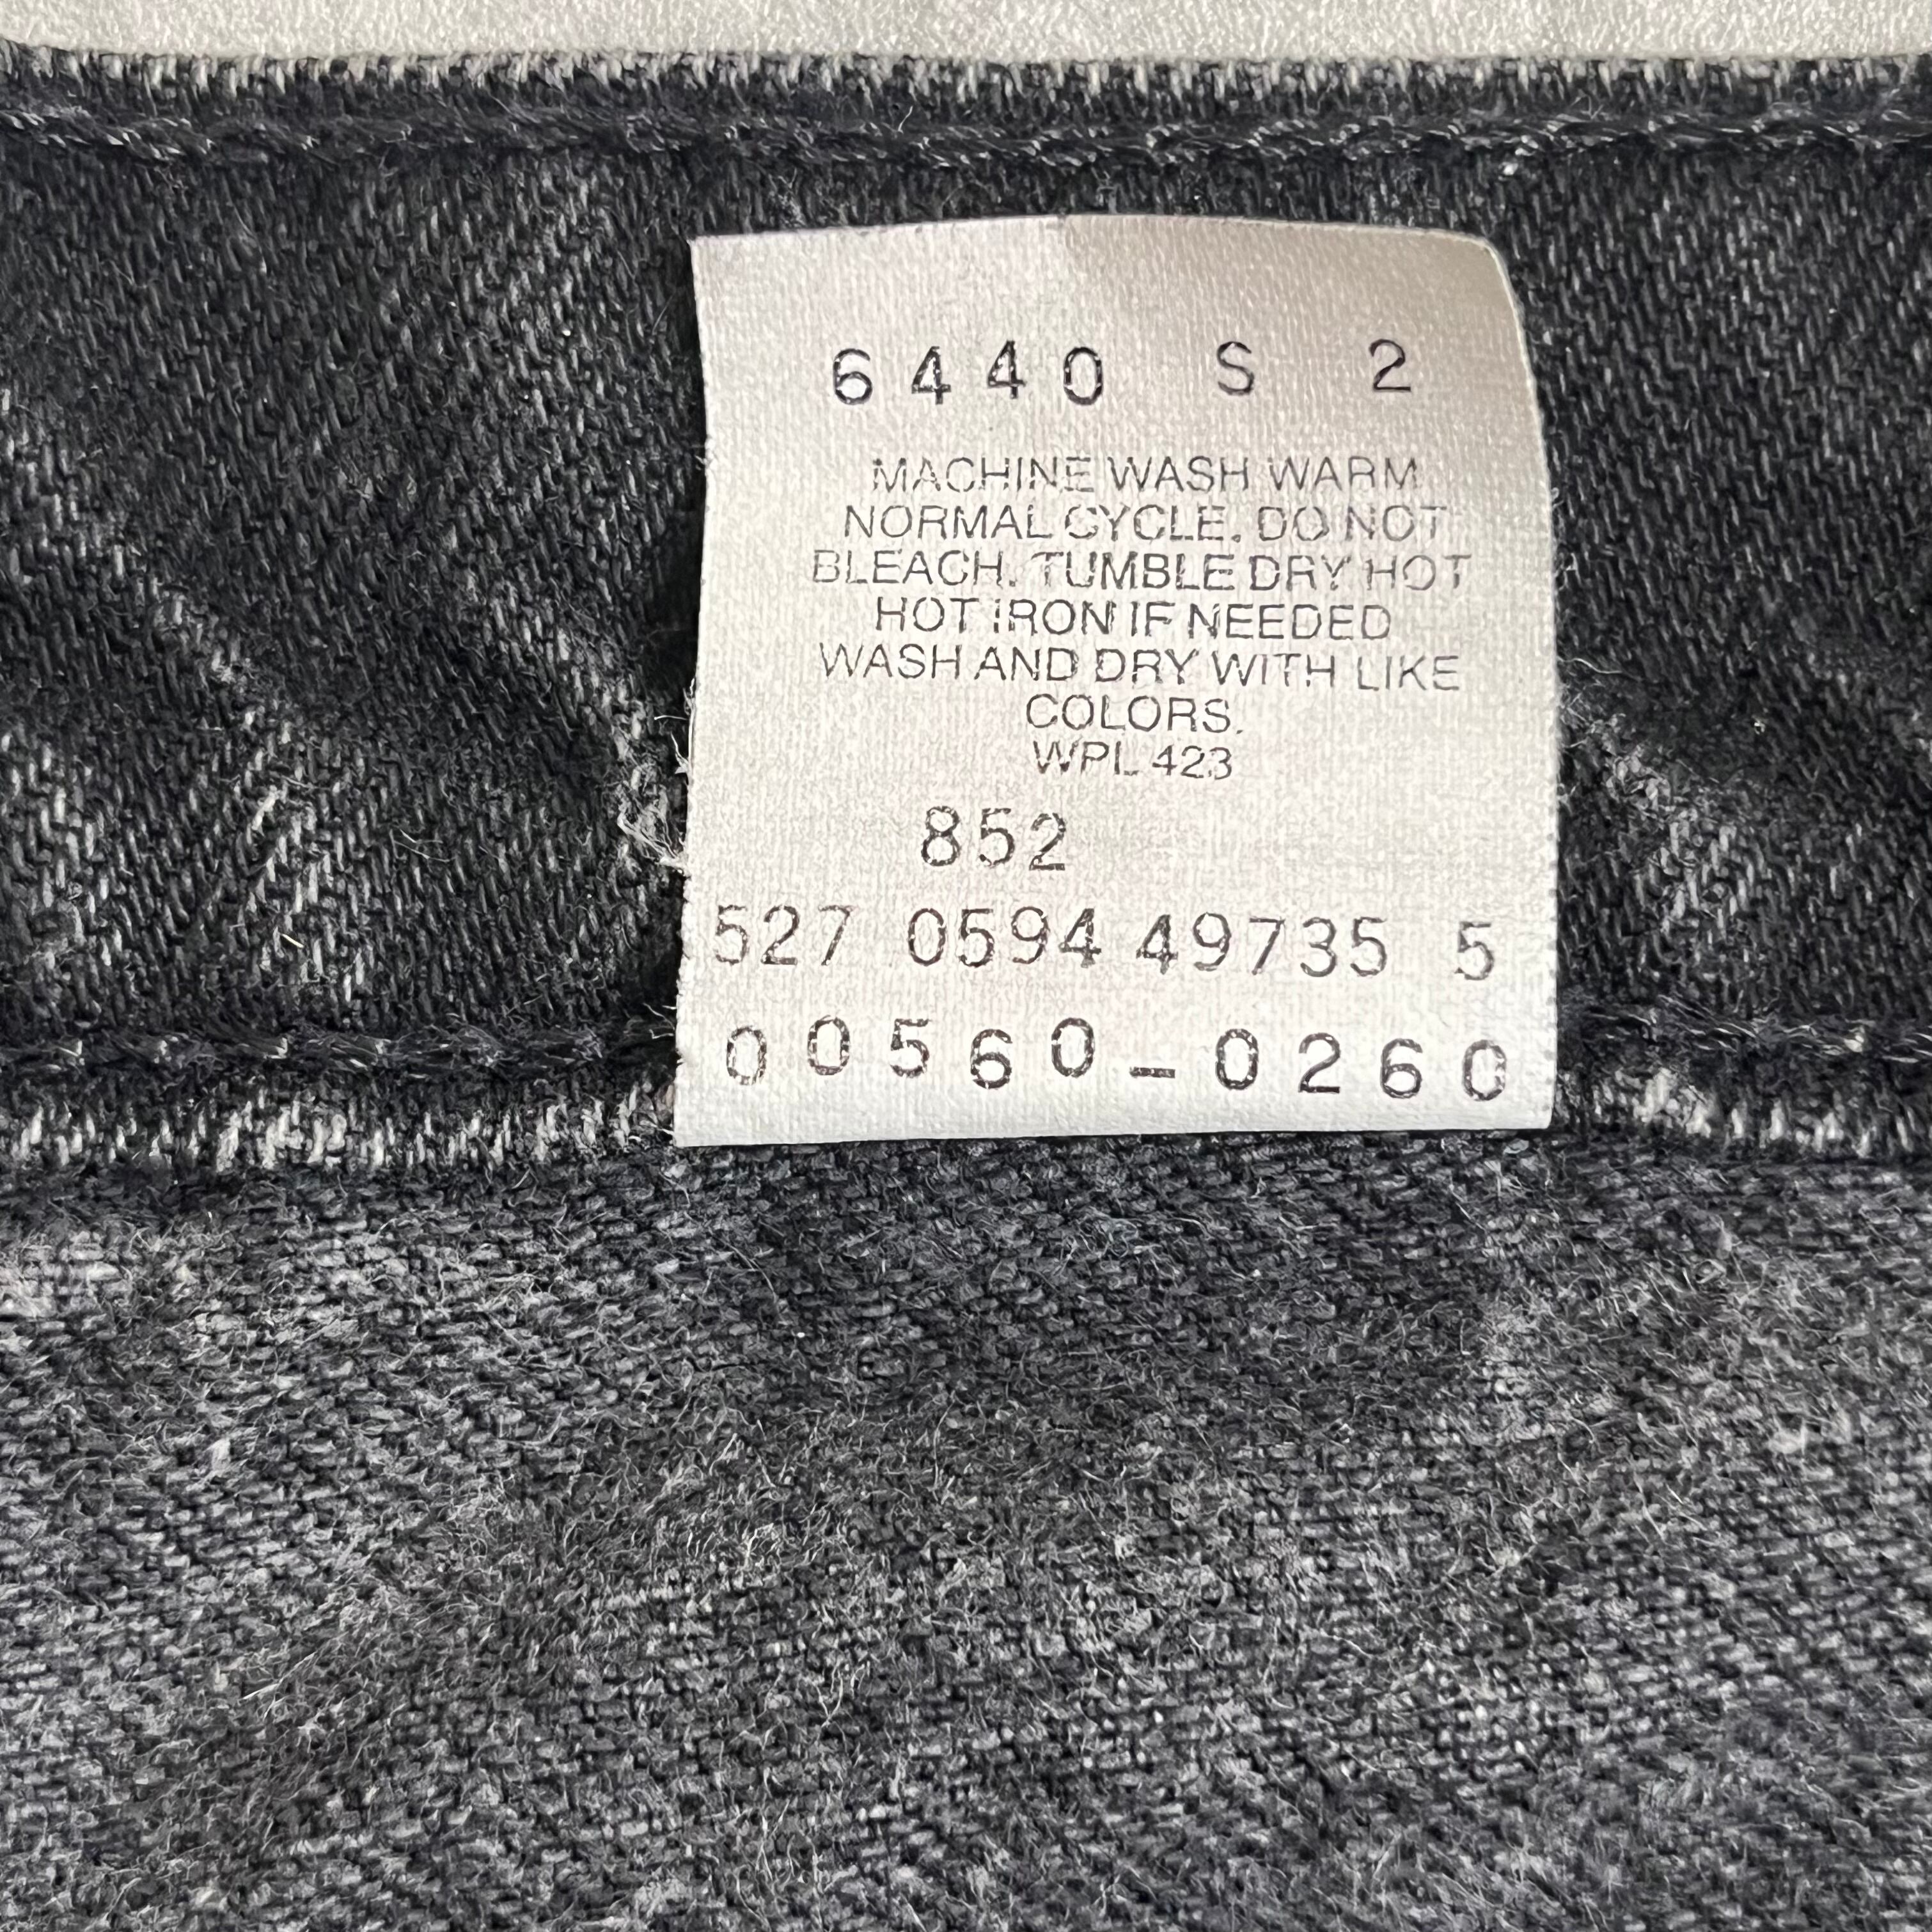 6440 S 2
MACHINE WASH WARM
NORMAL CYCLE. DO NOT
BLEACH. TUMBLE DRY HOT
HOT IRON IF NEEDED
WASH AND DRY WITH LIKE
COLORS.
WPL 423
852
527 0594 49735 5
00560-0260